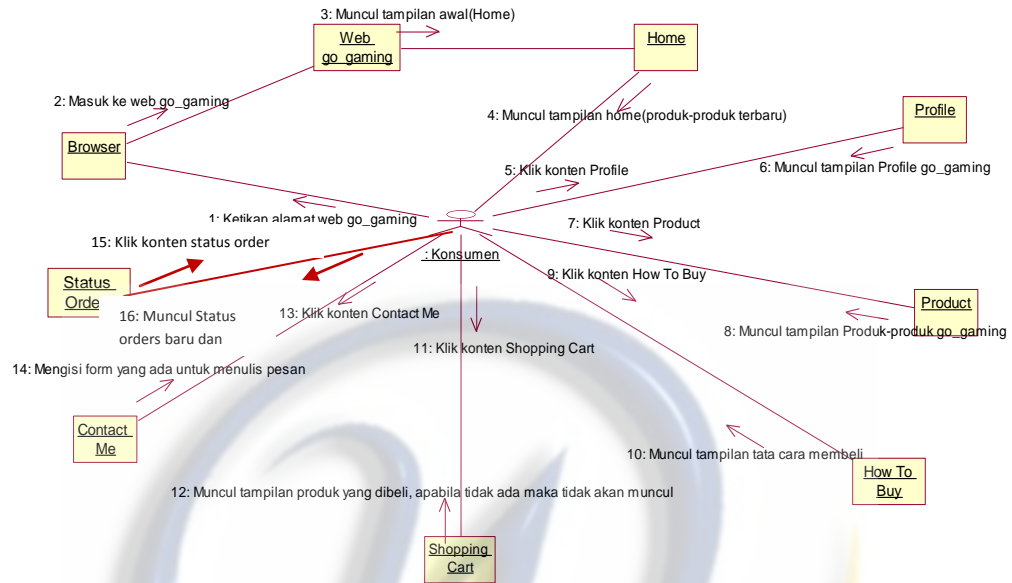 3: Muncul tampilan awal(Home)
Web
go_gaming
Home
2: Masuk ke web go_gaming
4: Muncul tampilan home(produk-produk terbaru)
Profile
Browser
5: Klik konten Profile
6: Muncul tampilan Profile go_gaming
1: Ketikan alamat web go_gaming
7: Klik konten Product
15: Klik konten status order
: Konsumen
9: Klik konten How To Buy
Status
Orde
Product
16: Muncul Status
orders baru dan
13: Klik konten Contact Me
8: Muncul tampilan Produk-produk go_gaming
11: Klik konten Shopping Cart
14: Mengisi form yang ada untuk menulis pesan
Contact
Me
10: Muncul tampilan tata cara membeli
How To
Buy
12: Muncul tampilan produk yang dibeli, apabila tidak ada maka tidak akan muncul
Shopping
Cart